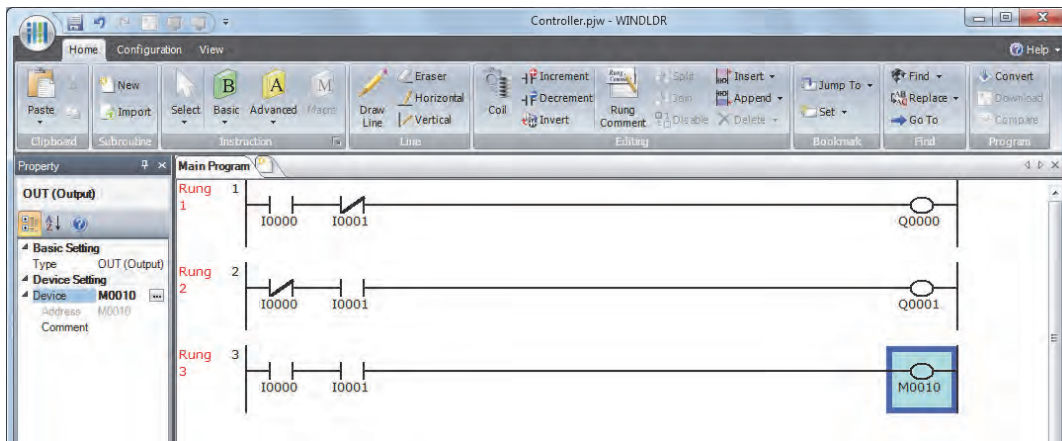 Controller.pjw - WINDLDR
Home Configuration View Help
Paste
New
Import
Select Basic Advanced Macro
B A M
Draw Line
Eraser
Horizontal
Vertical
Coil
Increment
Decrement
Invert
Rung Comment
Split
Join
Disable
Insert
Append
Delete
Jump To
Set
Find
Replace
Go To
Convert
Download
Compare
Clipboard Subroutine Instruction Line Editing Bookmark Find Program
Property
OUT (Output)
Basic Setting
Type OUT (Output)
Device Setting
Device M0010 ...
Address M0010
Comment
Main Program
Rung 1 1
I0000 I0001 Q0000
Rung 2 2
I0000 I0001 Q0001
Rung 3 3
I0000 I0001 M0010